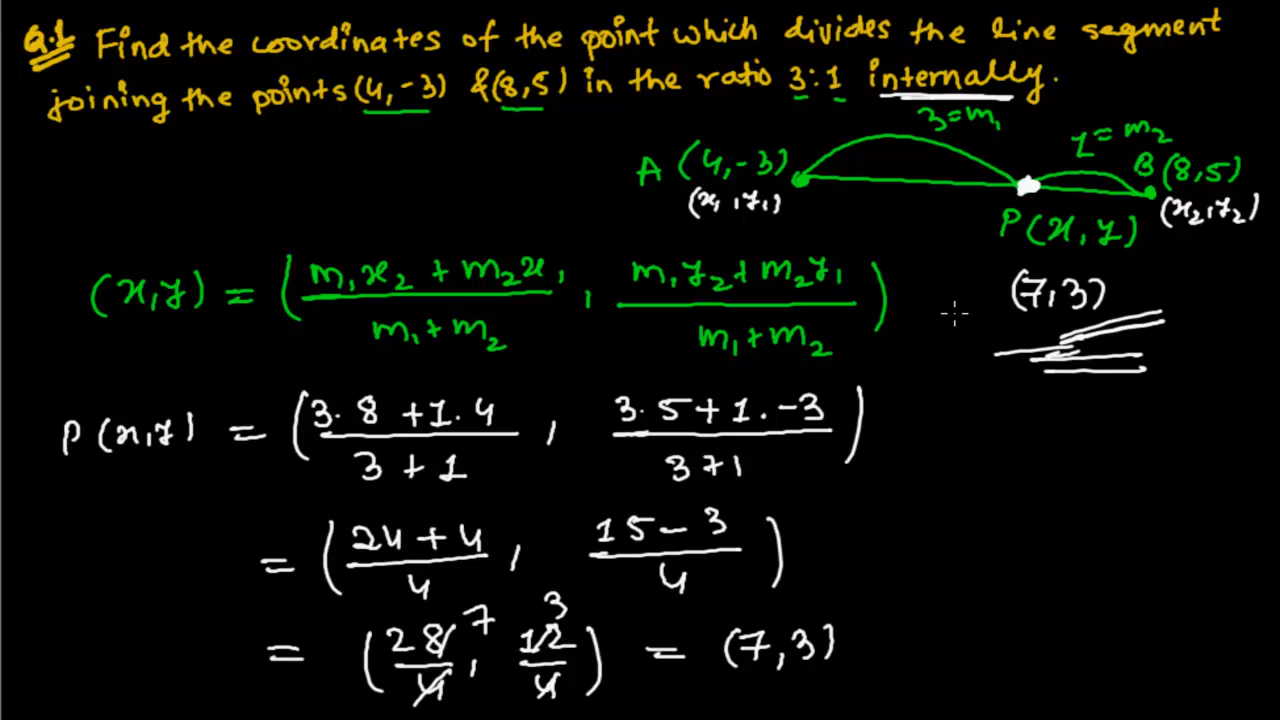 Q.1 Find the coordinates of the point which divides the line segment
joining the points (4,-3) &(8,5) in the ratio 3:1 internally.
3=m₁
1=m₂
A (4,-3)
B (8,5)
(x₁,y₁)
(x₂,y₂)
P(x,y)
(x,y) = ( m₁x₂ + m₂x₁ / m₁+m₂ , m₁y₂+m₂y₁ / m₁+m₂ )
(7,3)
P(x,y) = ( 3.8+1.4 / 3+1 , 3.5+1.-3 / 3+1 )
= ( 24+4 / 4 , 15-3 / 4 )
7 3
= ( 28/4 , 12/4 ) = (7,3)